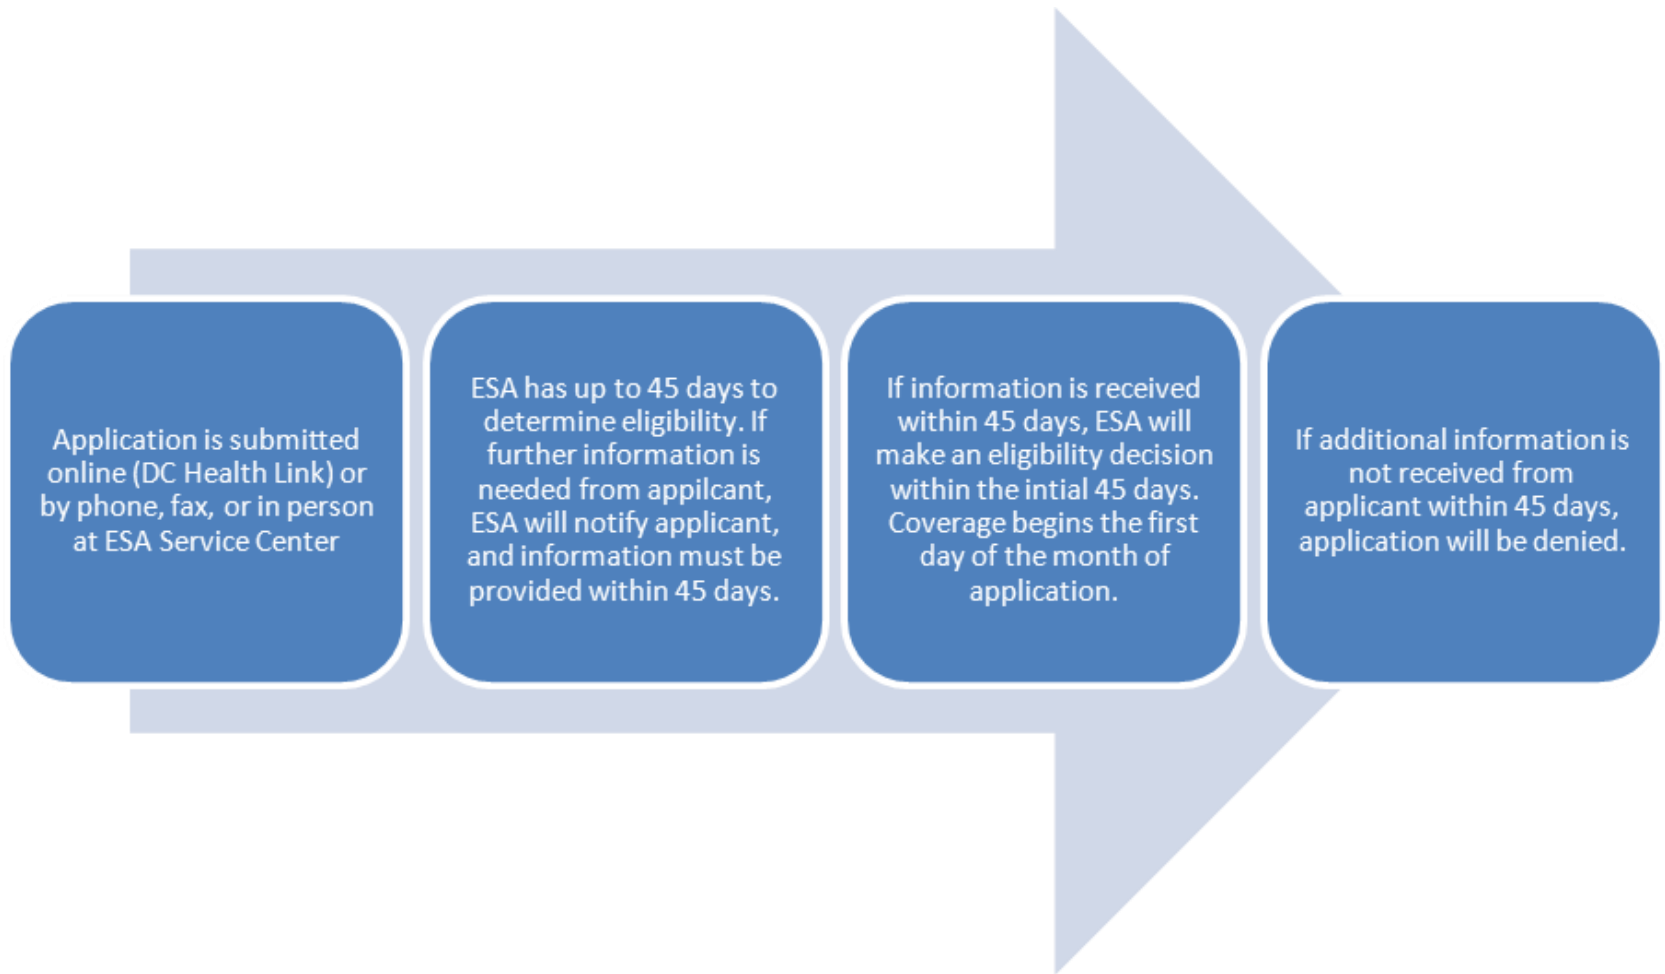 Application is submitted
online (DC Health Link) or
by phone, fax, or in person
at ESA Service Center
ESA has up to 45 days to
determine eligibility. If
further information is
needed from appilcant,
ESA will notify applicant,
and information must be
provided within 45 days.
If information is received
within 45 days, ESA will
make an eligibility decision
within the intial 45 days.
Coverage begins the first
day of the month of
application.
If additional information is
not received from
applicant within 45 days,
application will be denied.